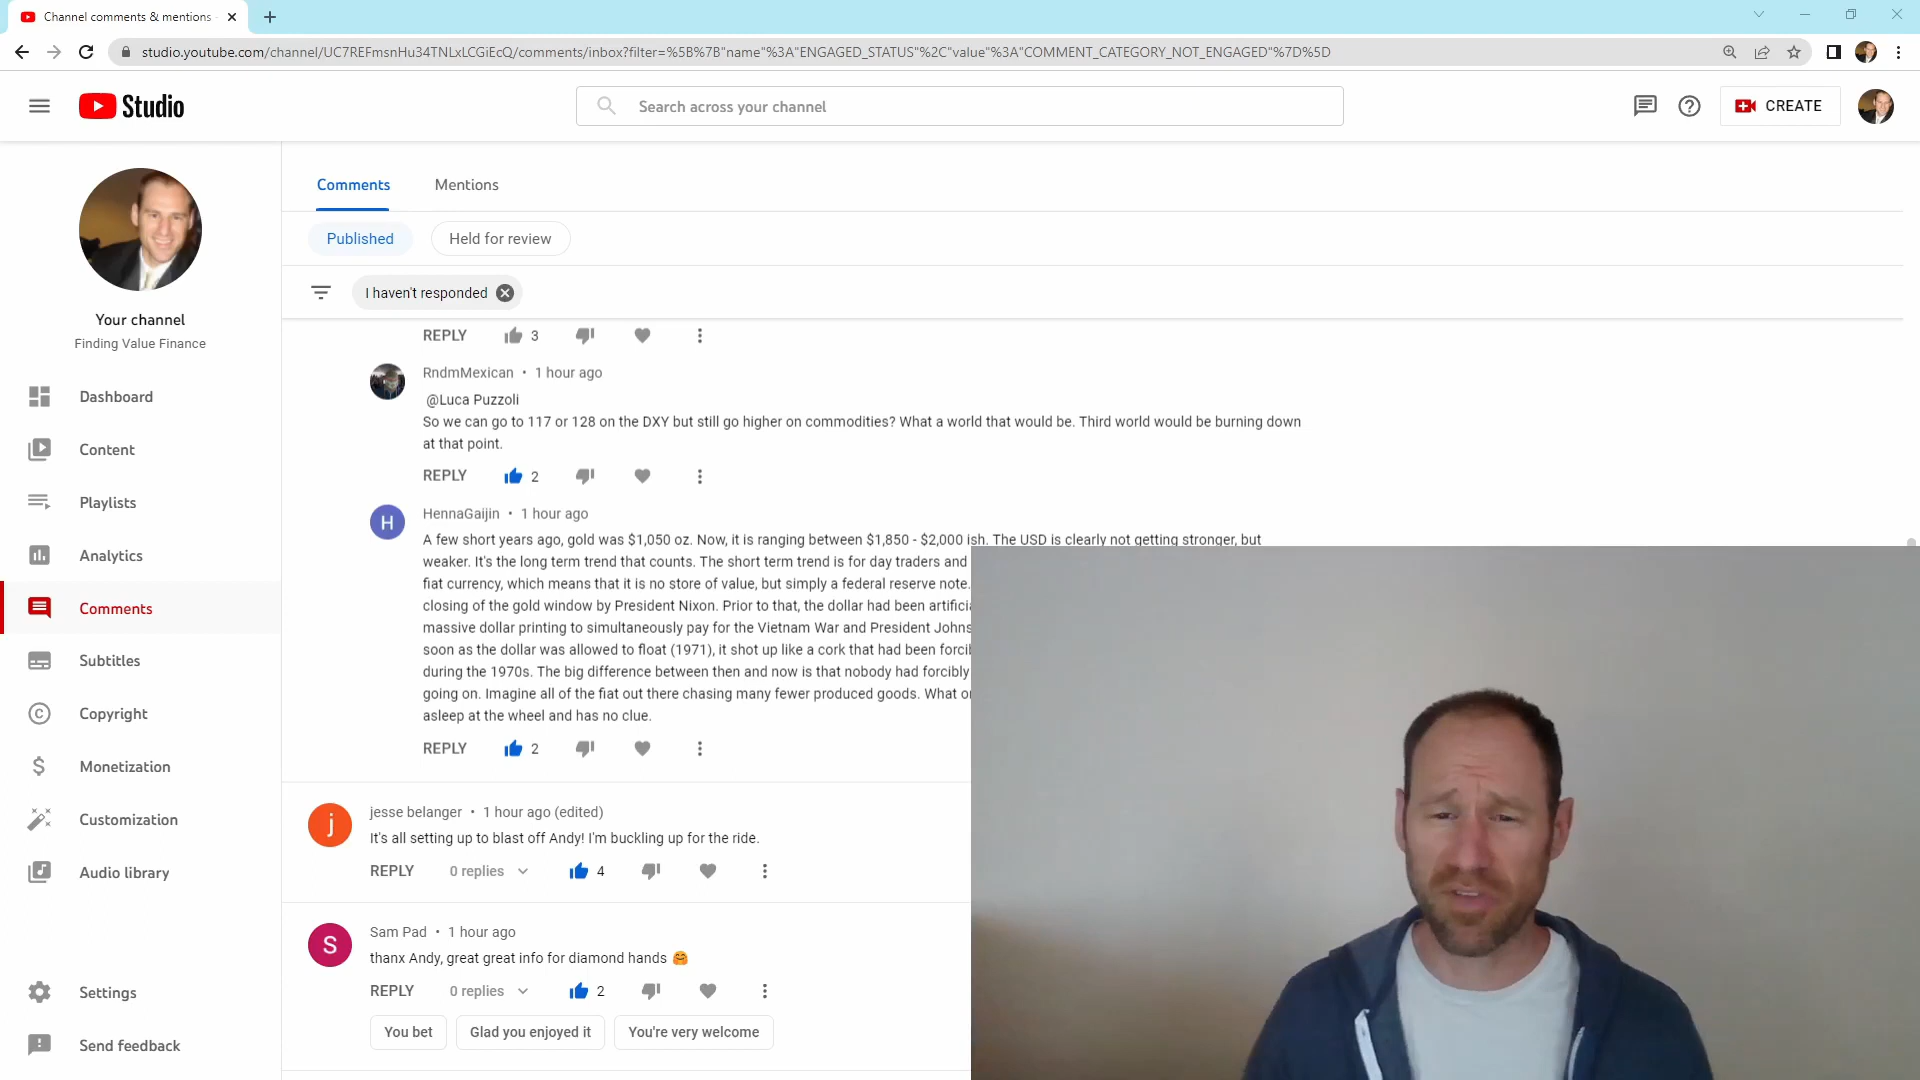 Channel comments & mentions
studio.youtube.com/channel/UC7REFmsnHu34TNLxLCGiEcQ/comments/inbox?filter=%5B%7B"name"%3A"ENGAGED_STATUS"%2C"value"%3A"COMMENT_CATEGORY_NOT_ENGAGED"%7D%5D
Studio
Search across your channel
CREATE
Your channel
Finding Value Finance
Dashboard
Content
Playlists
Analytics
Comments
Subtitles
Copyright
Monetization
Customization
Audio library
Settings
Send feedback
Comments
Mentions
Published
Held for review
I haven't responded
REPLY 3
RndmMexican • 1 hour ago
@Luca Puzzoli
So we can go to 117 or 128 on the DXY but still go higher on commodities? What a world that would be. Third world would be burning down
at that point.
REPLY 2
H
HennaGaijin • 1 hour ago
A few short years ago, gold was $1,050 oz. Now, it is ranging between $1,850 - $2,000 ish. The USD is clearly not getting stronger, but
weaker. It's the long term trend that counts. The short term trend is for day traders and
fiat currency, which means that it is no store of value, but simply a federal reserve note.
closing of the gold window by President Nixon. Prior to that, the dollar had been artificia
massive dollar printing to simultaneously pay for the Vietnam War and President Johns
soon as the dollar was allowed to float (1971), it shot up like a cork that had been forcib
during the 1970s. The big difference between then and now is that nobody had forcibly
going on. Imagine all of the fiat out there chasing many fewer produced goods. What
asleep at the wheel and has no clue.
REPLY 2
j
jesse belanger • 1 hour ago (edited)
It's all setting up to blast off Andy! I'm buckling up for the ride.
REPLY 0 replies 4
S
Sam Pad • 1 hour ago
thanx Andy, great great info for diamond hands 🤗
REPLY 0 replies 2
You bet
Glad you enjoyed it
You're very welcome